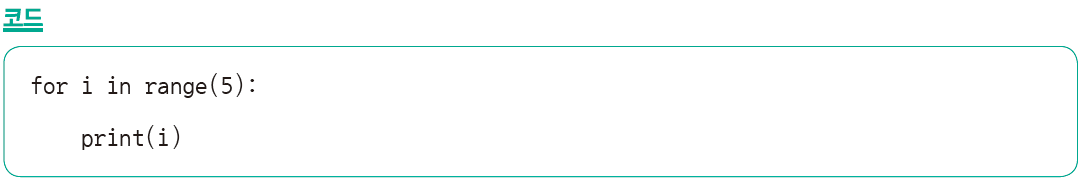 코드
for i in range(5):
    print(i)